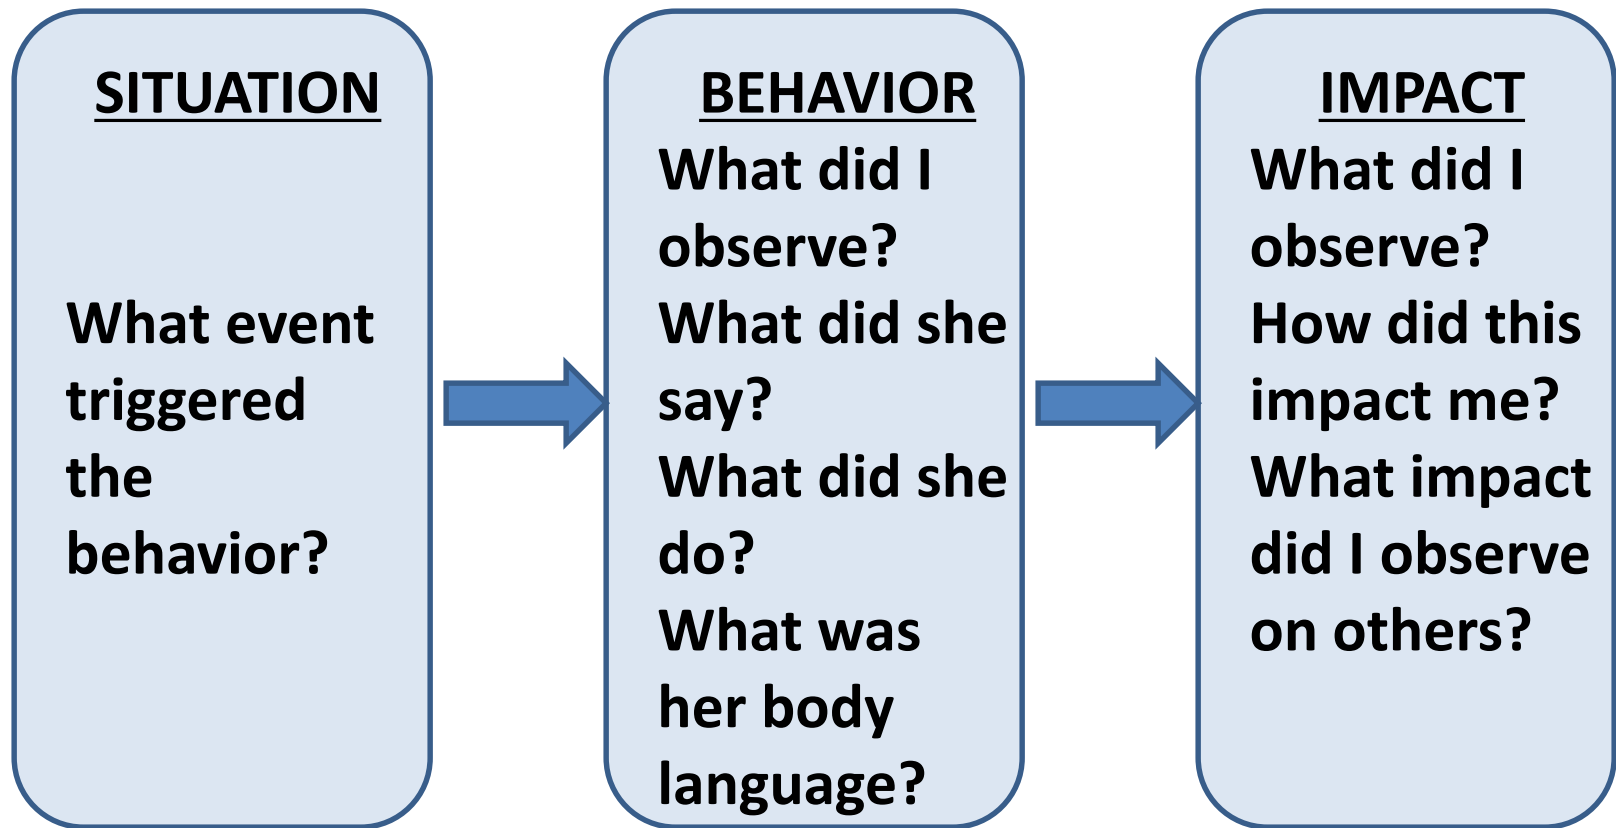 SITUATION
What event
triggered
the
behavior?
BEHAVIOR
What did I
observe?
What did she
say?
What did she
do?
What was
her body
language?
IMPACT
What did I
observe?
How did this
impact me?
What impact
did I observe
on others?